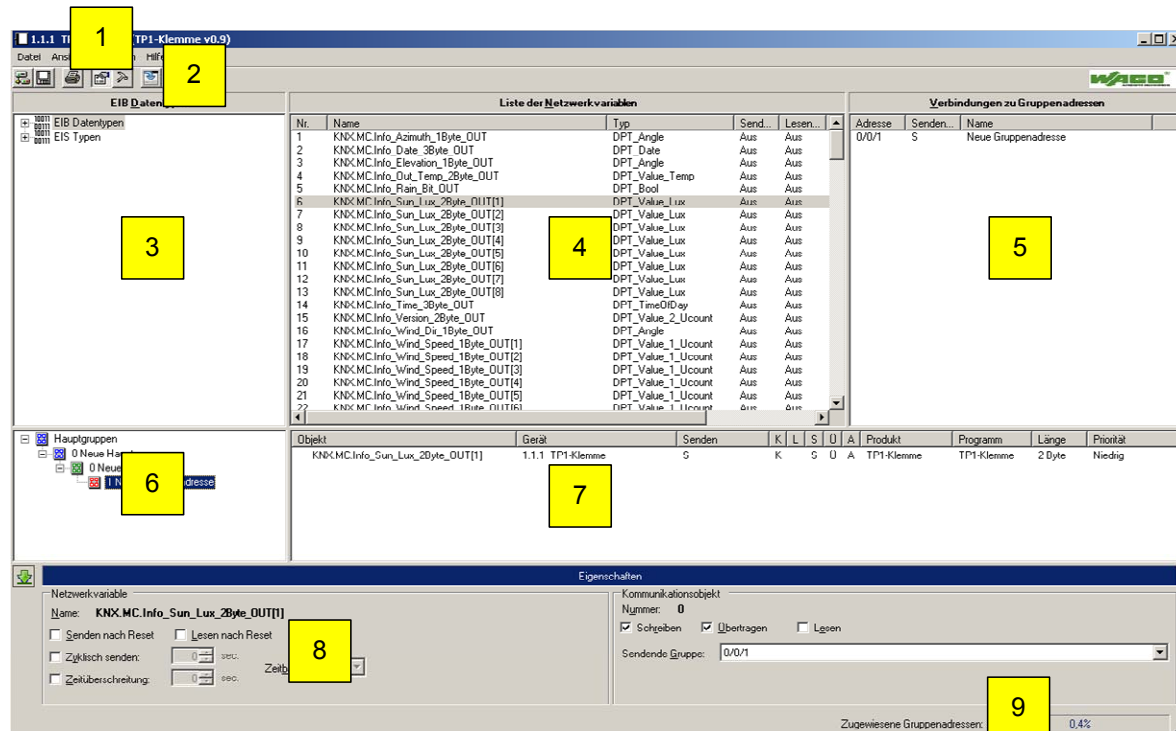 1
1.1.1 (TP1-Klemme v0.9)
Datei Hilfe
2
WAGO
EIB
Liste der Netzwerkvariablen
Verbindungen zu Gruppenadressen
EIB Datentypen
EIS Typen
3
Nr. Name Typ Send... Lesen...
1 KNX.MC.Info_Azimuth_1Byte_OUT DPT_Angle Aus Aus
2 KNX.MC.Info_Date_3Byte_OUT DPT_Date Aus Aus
3 KNX.MC.Info_Elevation_1Byte_OUT DPT_Angle Aus Aus
4 KNX.MC.Info_Out_Temp_2Byte_OUT DPT_Value_Temp Aus Aus
5 KNX.MC.Info_Rain_Bit_OUT DPT_Bool Aus Aus
6 KNX.MC.Info_Sun_Lux_2Byte_OUT[1] DPT_Value_Lux Aus Aus
7 KNX.MC.Info_Sun_Lux_2Byte_OUT[2] DPT_Value_Lux Aus Aus
8 KNX.MC.Info_Sun_Lux_2Byte_OUT[3] DPT_Value_Lux Aus Aus
9 KNX.MC.Info_Sun_Lux_2Byte_OUT[4] DPT_Value_Lux Aus Aus
10 KNX.MC.Info_Sun_Lux_2Byte_OUT[5] DPT_Value_Lux Aus Aus
11 KNX.MC.Info_Sun_Lux_2Byte_OUT[6] DPT_Value_Lux Aus Aus
12 KNX.MC.Info_Sun_Lux_2Byte_OUT[7] DPT_Value_Lux Aus Aus
13 KNX.MC.Info_Sun_Lux_2Byte_OUT[8] DPT_Value_Lux Aus Aus
14 KNX.MC.Info_Time_3Byte_OUT DPT_TimeOfDay Aus Aus
15 KNX.MC.Info_Version_2Byte_OUT DPT_Value_2_Ucount Aus Aus
16 KNX.MC.Info_Wind_Dir_1Byte_OUT DPT_Angle Aus Aus
17 KNX.MC.Info_Wind_Speed_1Byte_OUT[1] DPT_Value_1_Ucount Aus Aus
18 KNX.MC.Info_Wind_Speed_1Byte_OUT[2] DPT_Value_1_Ucount Aus Aus
19 KNX.MC.Info_Wind_Speed_1Byte_OUT[3] DPT_Value_1_Ucount Aus Aus
20 KNX.MC.Info_Wind_Speed_1Byte_OUT[4] DPT_Value_1_Ucount Aus Aus
21 KNX.MC.Info_Wind_Speed_1Byte_OUT[5] DPT_Value_1_Ucount Aus Aus
22 KNX.MC.Info_Wind_Speed_1Byte_OUT[6] DPT_Value_1_Ucount Aus Aus
4
Adresse Senden... Name
0/0/1 S Neue Gruppenadresse
5
Hauptgruppen
0 Neue
0 Neue
1
6
Objekt Gerät Senden K L S Ü A Produkt Programm Länge Priorität
KNX.MC.Info_Sun_Lux_2Byte_OUT[1] 1.1.1 TP1-Klemme S K S Ü A TP1-Klemme TP1-Klemme 2 Byte Niedrig
7
Eigenschaften
Netzwerkvariable
Name: KNX.MC.Info_Sun_Lux_2Byte_OUT[1]
Senden nach Reset Lesen nach Reset
Zyklisch senden: 0 sec.
Zeitüberschreitung: 0 sec.
8
Kommunikationsobjekt
Nummer: 0
Schreiben Übertragen Lesen
Sendende Gruppe: 0/0/1
9
Zugewiesene Gruppenadressen: 0,4%